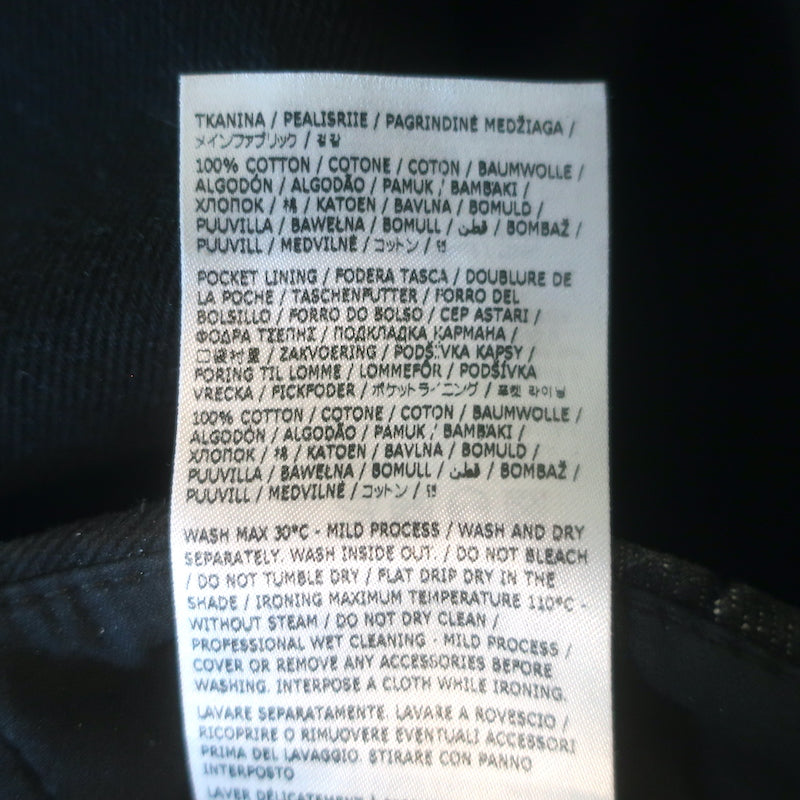 TKANINA / PEALISRIIE / PAGRINDINĖ MEDŽIAGA /
メインファブリック / 겉감
100% COTTON / COTONE / COTON / BAUMWOLLE /
ALGODÓN / ALGODÃO / PAMUK / BAMBAKI /
ХЛОПОК / 棉 / KATOEN / BAVLNA / BOMULD /
PUUVILLA / BAWEŁNA / BOMULL / قطن / BOMBAŽ /
PUUVILL / MEDVILNĖ / コットン / 면
POCKET LINING / FODERA TASCA / DOUBLURE DE
LA POCHE / TASCHENFUTTER / FORRO DEL
BOLSILLO / FORRO DO BOLSO / CEP ASTARI /
ΦΟΔΡΑ ΤΣΕΠΗΣ / ПОДКЛАДКА КАРМАНА /
口袋衬里 / ZAKVOERING / PODŠÍVKA KAPSY /
FORING TIL LOMME / LOMMEFÔR / PODŠÍVKA
VRECKA / FICKFODER / ポケットライニング / 포켓 라이닝
100% COTTON / COTONE / COTON / BAUMWOLLE /
ALGODÓN / ALGODÃO / PAMUK / BAMBAKI /
ХЛОПОК / 棉 / KATOEN / BAVLNA / BOMULD /
PUUVILLA / BAWEŁNA / BOMULL / قطن / BOMBAŽ /
PUUVILL / MEDVILNĖ / コットン / 면
WASH MAX 30°C - MILD PROCESS / WASH AND DRY
SEPARATELY. WASH INSIDE OUT. / DO NOT BLEACH
/ DO NOT TUMBLE DRY / FLAT DRIP DRY IN THE
SHADE / IRONING MAXIMUM TEMPERATURE 110°C -
WITHOUT STEAM / DO NOT DRY CLEAN /
PROFESSIONAL WET CLEANING - MILD PROCESS /
COVER OR REMOVE ANY ACCESSORIES BEFORE
WASHING. INTERPOSE A CLOTH WHILE IRONING.
LAVARE SEPARATAMENTE. LAVARE A ROVESCIO /
RICOPRIRE O RIMUOVERE EVENTUALI ACCESSORI
PRIMA DEL LAVAGGIO. STIRARE CON PANNO
INTERPOSTO
LAVER DÉLICATEMENT